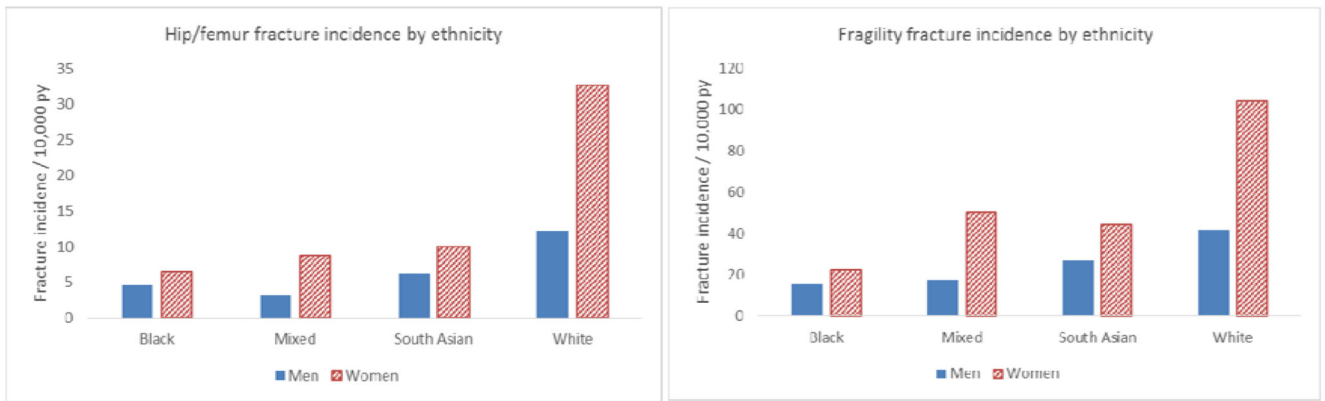 Hip/femur fracture incidence by ethnicity
Fracture incidene / 10,000 py
35
30
25
20
15
10
5
0
Black Mixed South Asian White
Men Women
Fragility fracture incidence by ethnicity
Fracture incidence / 10,000 py
120
100
80
60
40
20
0
Black Mixed South Asian White
Men Women